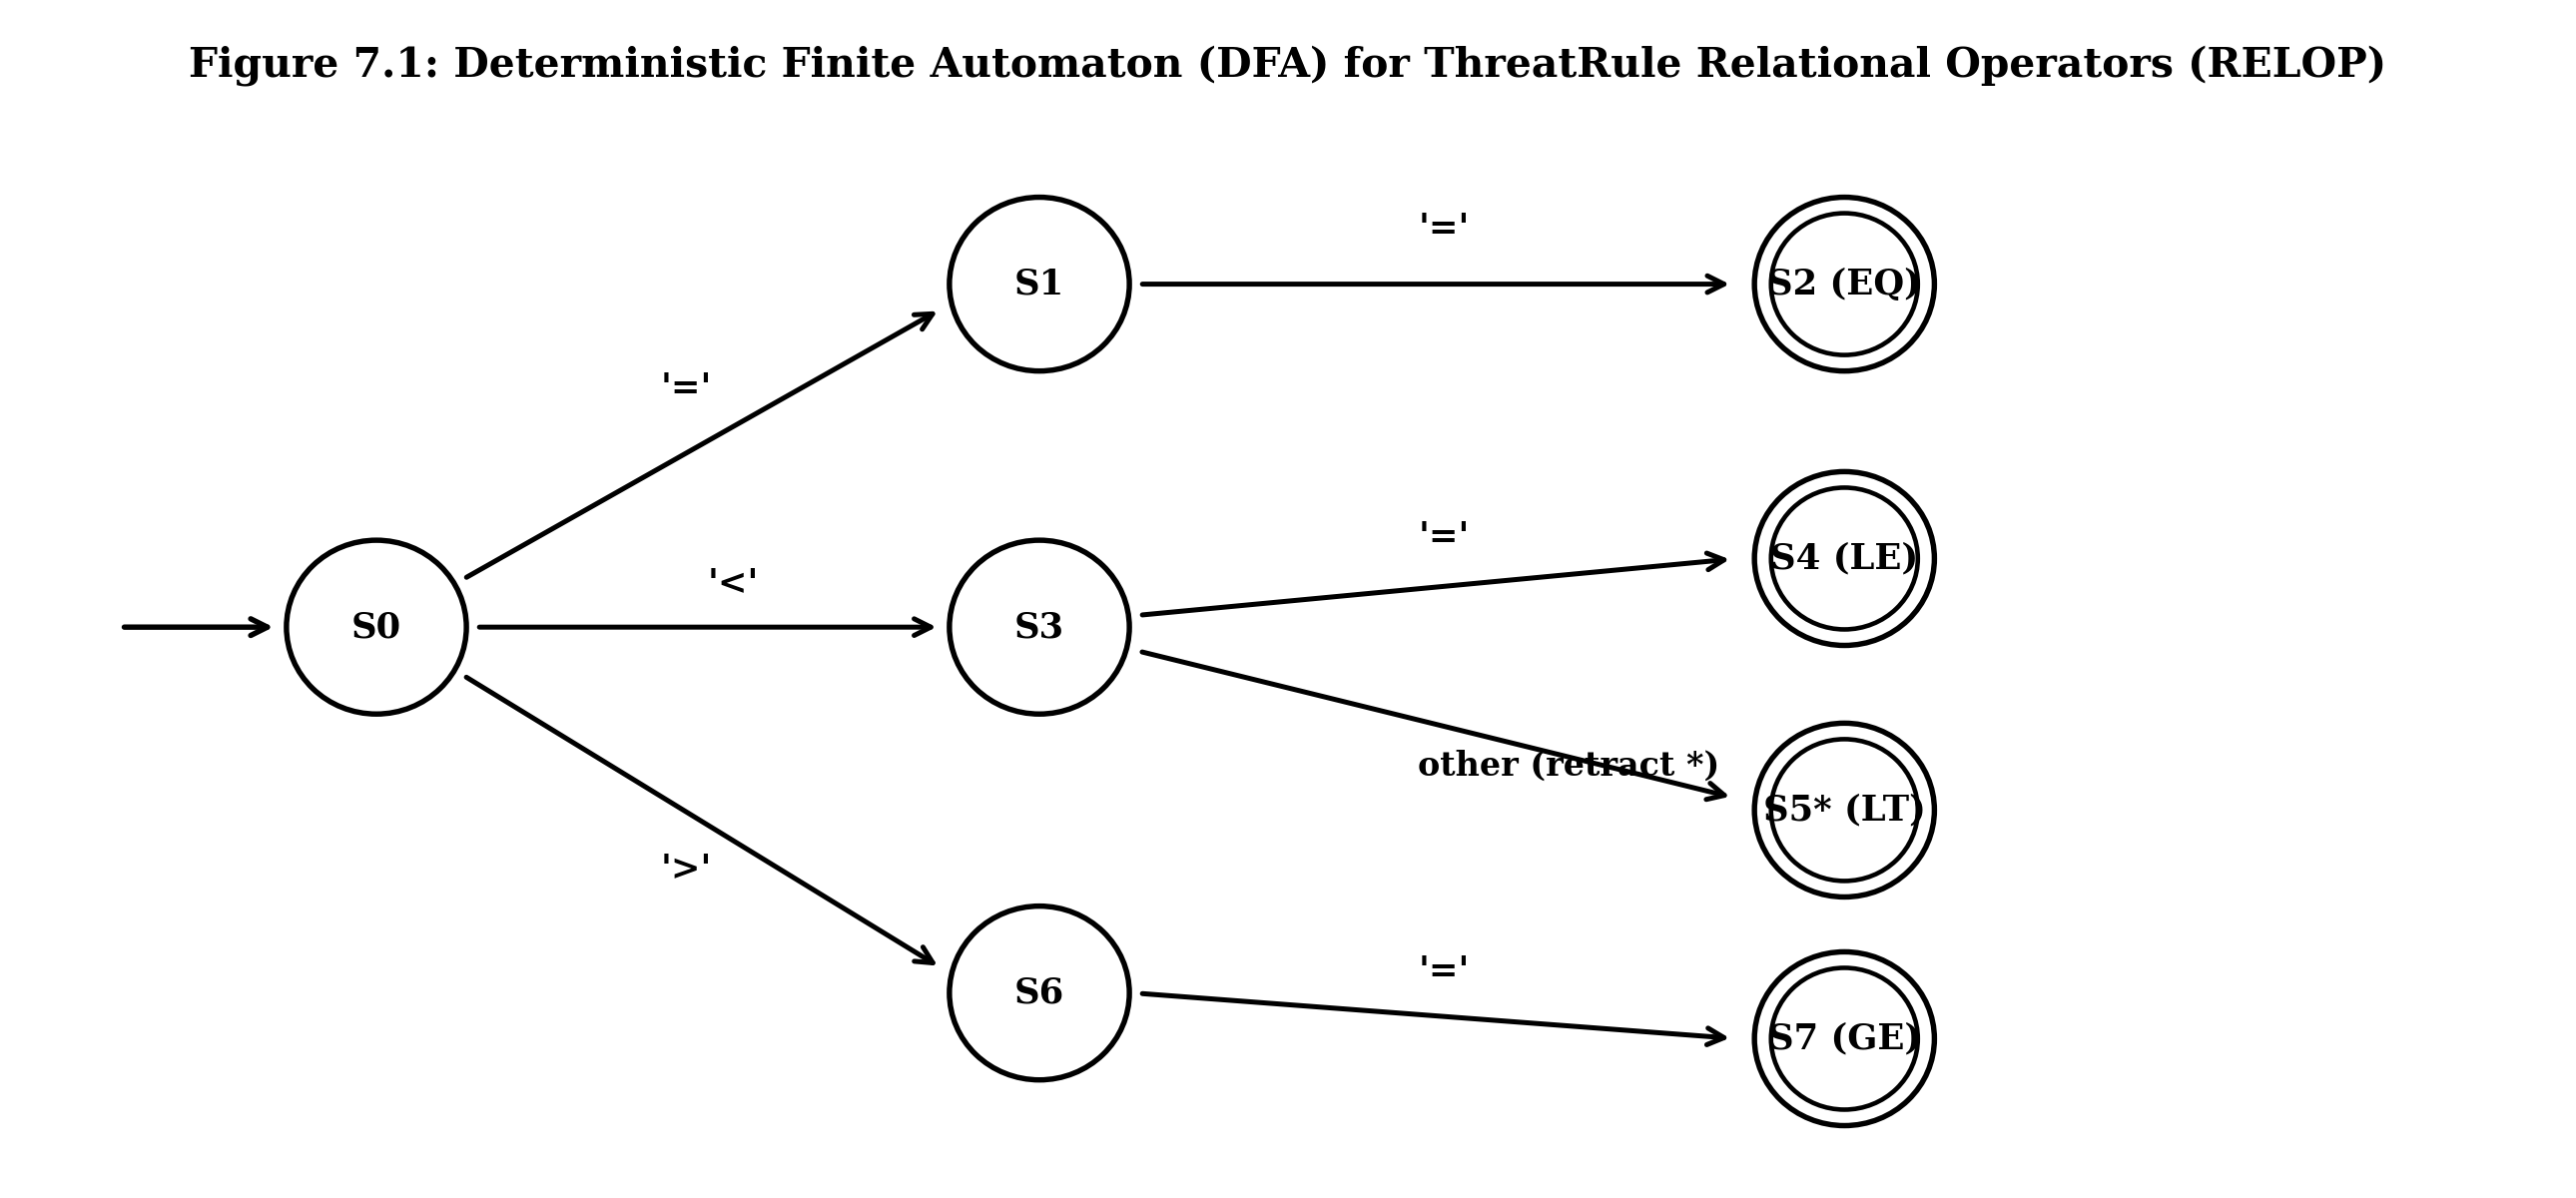 Figure 7.1: Deterministic Finite Automaton (DFA) for ThreatRule Relational Operators (RELOP)
S1
'='
S2 (EQ)
'='
'='
S4 (LE)
'<'
S0
S3
other (retract *)
S5* (LT)
'>'
'='
S6
S7 (GE)